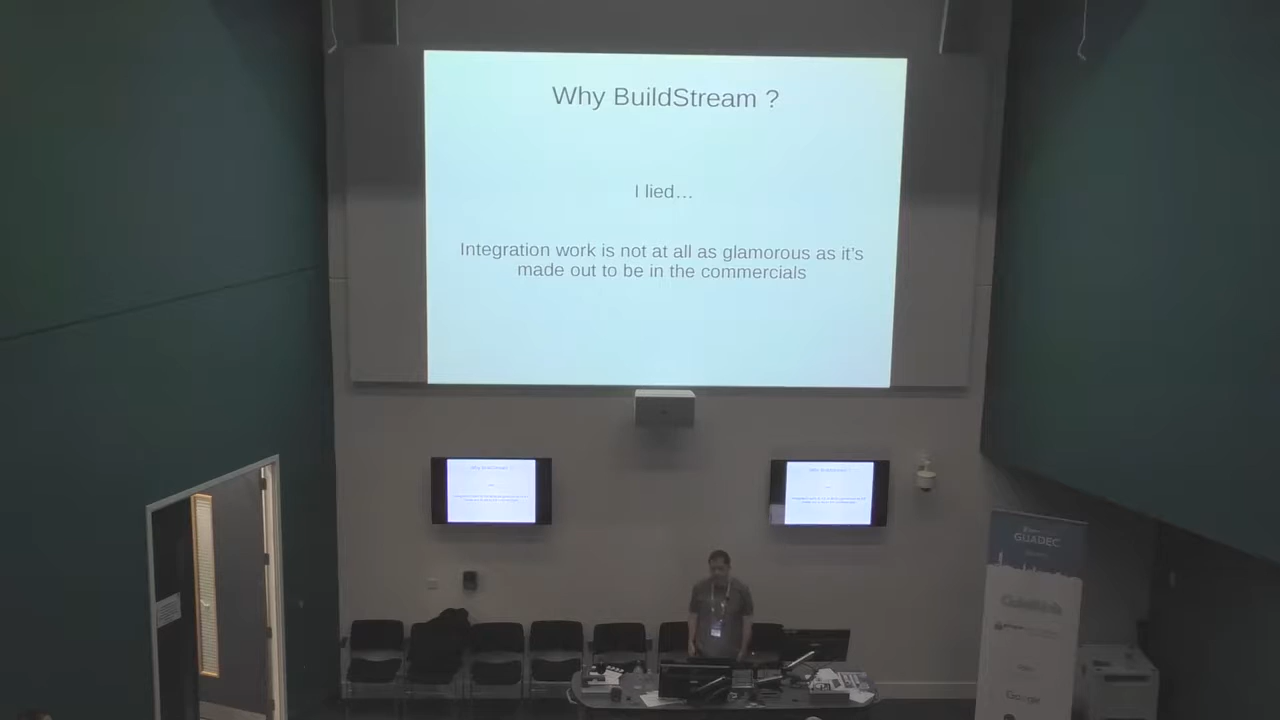 Why BuildStream ?
I lied…
Integration work is not at all as glamorous as it's
made out to be in the commercials
GUADEC
Google